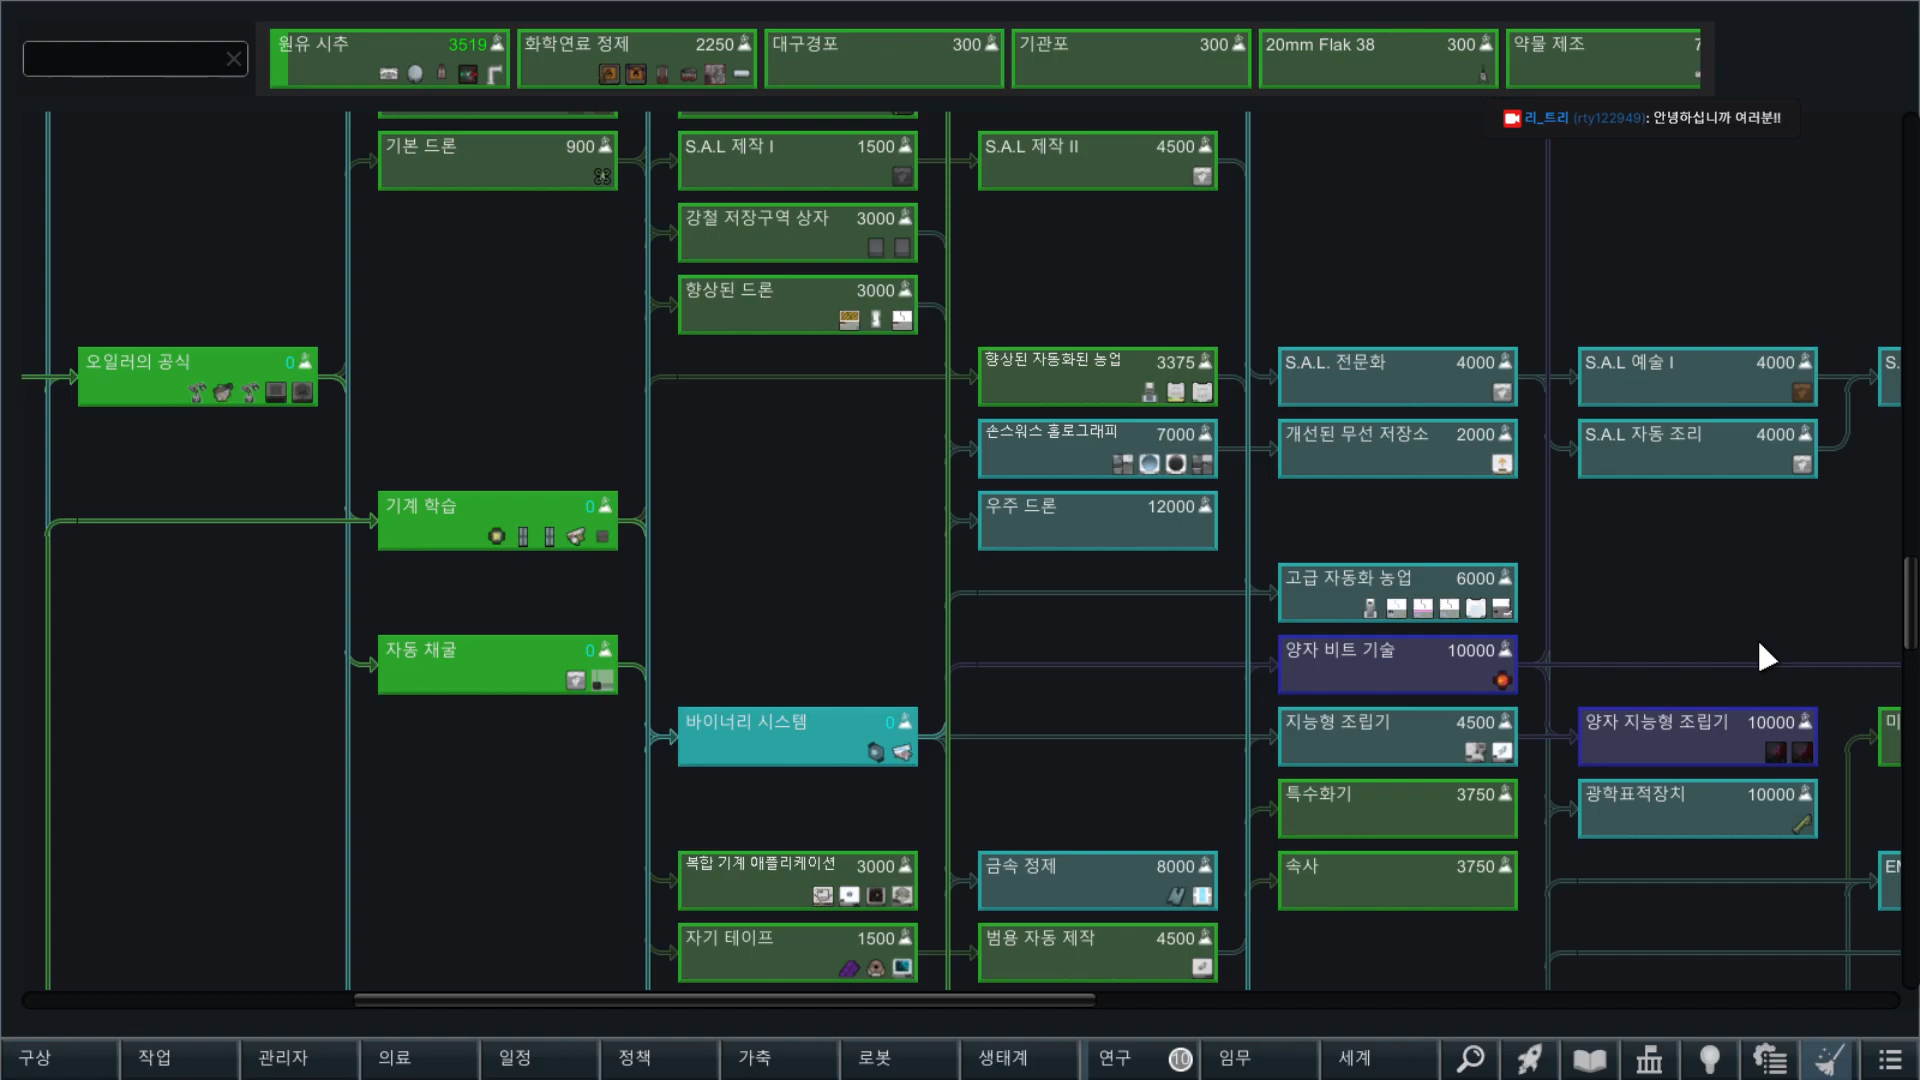 원유 시추 3519
화학연료 정제 2250
대구경포 300
기관포 300
20mm Flak 38 300
약물 제조
리_트리 (rty122949): 안녕하십니까 여러분!!
기본 드론 900
S.A.L 제작 I 1500
S.A.L 제작 II 4500
강철 저장구역 상자 3000
향상된 드론 3000
오일러의 공식 0
향상된 자동화된 농업 3375
S.A.L. 전문화 4000
S.A.L 예술 I 4000
S.
손스워스 홀로그래피 7000
개선된 무선 저장소 2000
S.A.L 자동 조리 4000
기계 학습 0
우주 드론 12000
고급 자동화 농업 6000
자동 채굴 0
양자 비트 기술 10000
바이너리 시스템 0
지능형 조립기 4500
양자 지능형 조립기 10000
미
특수화기 3750
광학표적장치 10000
복합 기계 애플리케이션 3000
금속 정제 8000
속사 3750
자기 테이프 1500
범용 자동 제작 4500
구상
작업
관리자
의료
일정
정책
가축
로봇
생태계
연구 10
임무
세계